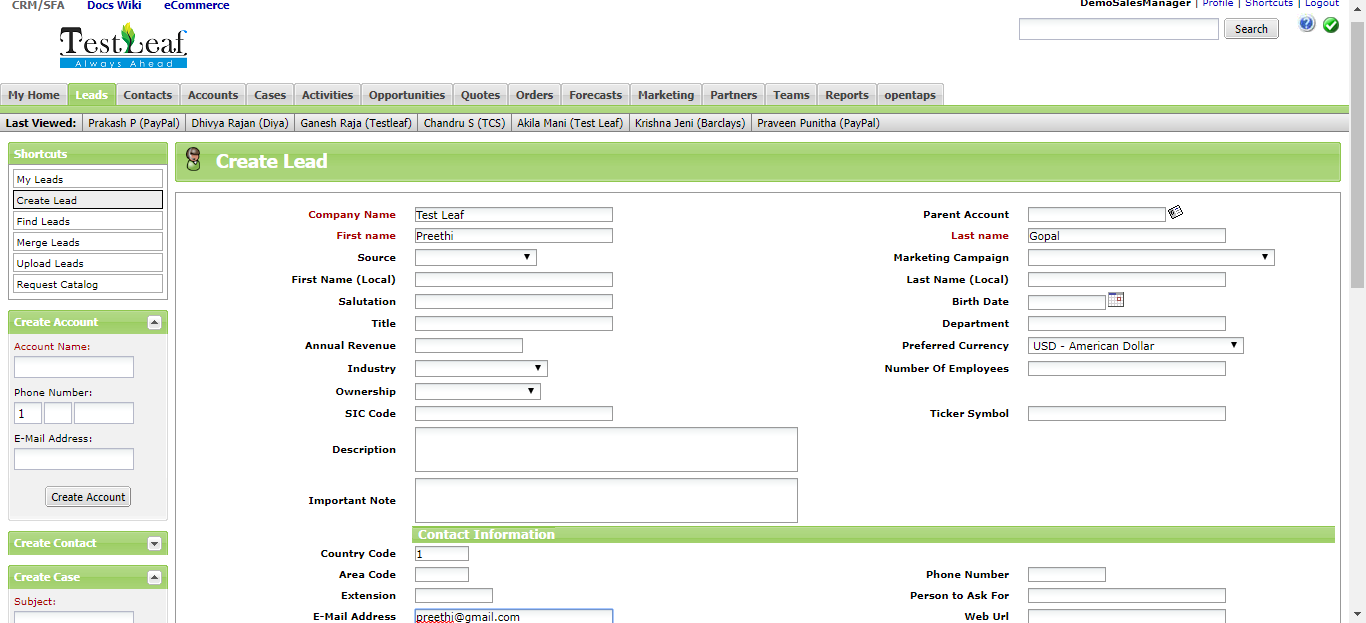 CRM/SFA Docs Wiki eCommerce
DemoSalesManager | Profile | Shortcuts | Logout
TestLeaf
Always Ahead
Search
My Home Leads Contacts Accounts Cases Activities Opportunities Quotes Orders Forecasts Marketing Partners Teams Reports opentaps
Last Viewed: Prakash P (PayPal) Dhivya Rajan (Diya) Ganesh Raja (Testleaf) Chandru S (TCS) Akila Mani (Test Leaf) Krishna Jeni (Barclays) Praveen Punitha (PayPal)
Shortcuts
My Leads
Create Lead
Find Leads
Merge Leads
Upload Leads
Request Catalog
Create Account
Account Name:
Phone Number:
1
E-Mail Address:
Create Account
Create Contact
Create Case
Subject:
Create Lead
Company Name Test Leaf Parent Account
First name Preethi Last name Gopal
Source Marketing Campaign
First Name (Local) Last Name (Local)
Salutation Birth Date
Title Department
Annual Revenue Preferred Currency USD - American Dollar
Industry Number Of Employees
Ownership
SIC Code Ticker Symbol
Description
Important Note
Contact Information
Country Code 1
Area Code Phone Number
Extension Person to Ask For
E-Mail Address preethi@gmail.com Web Url